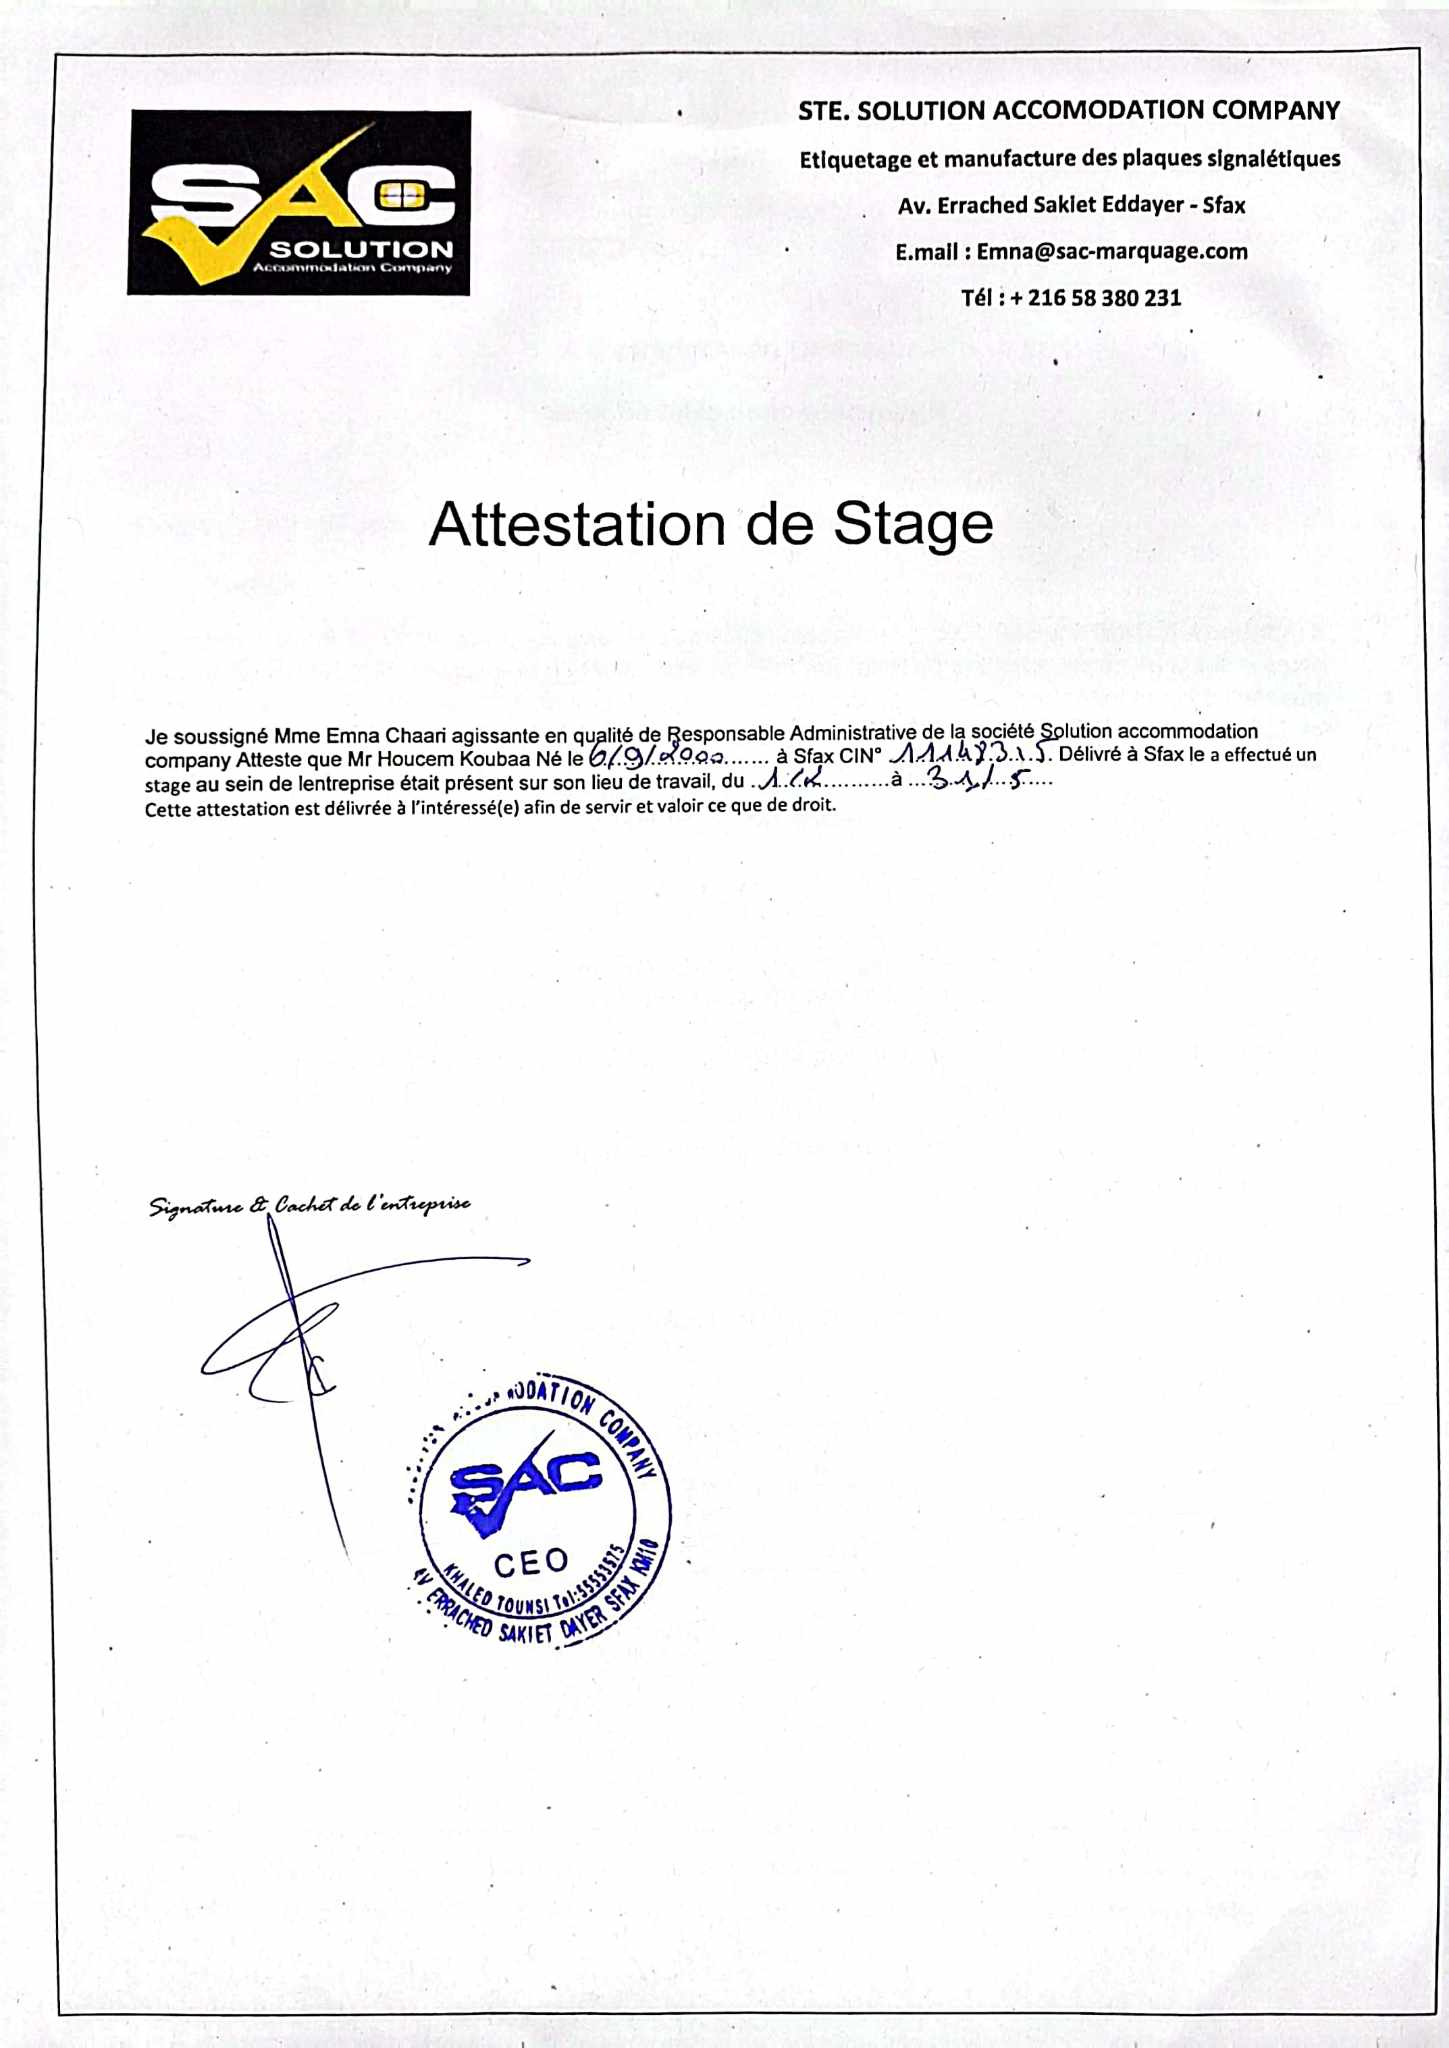 SAC
SOLUTION
Accommodation Company
STE. SOLUTION ACCOMODATION COMPANY
Etiquetage et manufacture des plaques signalétiques
Av. Errached Sakiet Eddayer - Sfax
E.mail : Emna@sac-marquage.com
Tél : + 216 58 380 231
Attestation de Stage
Je soussigné Mme Emna Chaari agissante en qualité de Responsable Administrative de la société Solution accommodation
company Atteste que Mr Houcem Koubaa Né le 6/9/2000 ....... à Sfax CIN° 11148315. Délivré à Sfax le a effectué un
stage au sein de lentreprise était présent sur son lieu de travail, du ........... à ....31/5.....
Cette attestation est délivrée à l'intéressé(e) afin de servir et valoir ce que de droit.
Signature & Cachet de l'entreprise
ACCOMODATION COMPANY
SAC
CEO
KHALED TOUNSI Tel:55553575
AV ERRACHED SAKIET DAYER SFAX KM10